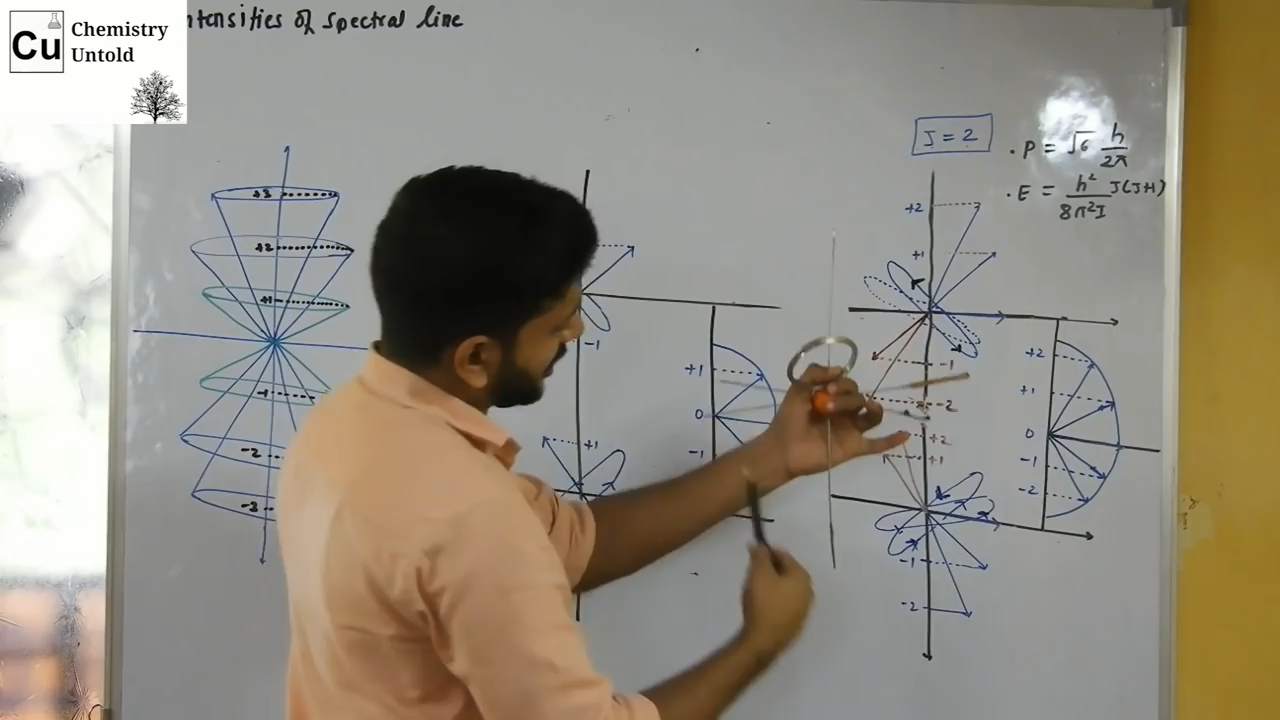 Cu
Chemistry
Untold
ntensities of spectral line
J = 2
. P = √6 h
2π
. E = h² J(J+1)
8π²I
+3
+2
+1
-1
-2
-3
-1
+1
+1
0
-1
+2
+1
-1
-2
+2
+1
-1
-2
+2
+1
0
-1
-2